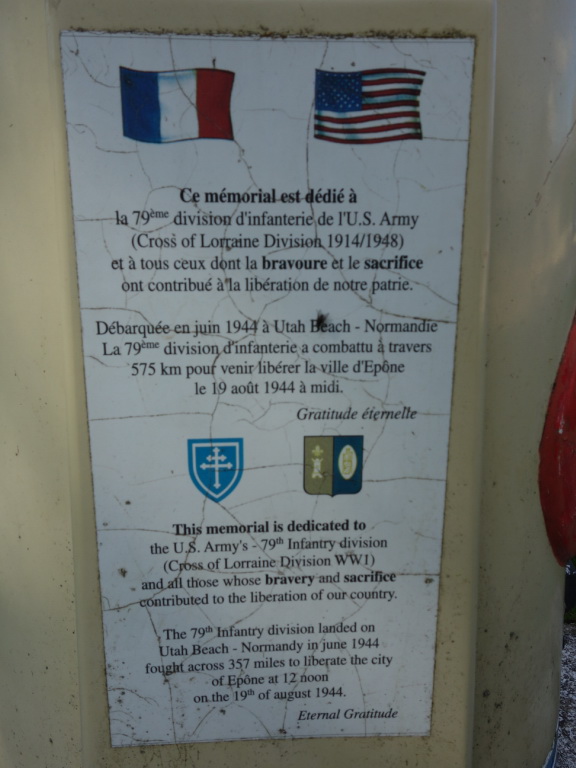 Ce mémorial est dédié à
la 79ème division d'infanterie de l'U.S. Army
(Cross of Lorraine Division 1914/1948)
et à tous ceux dont la bravoure et le sacrifice
ont contribué à la libération de notre patrie.
Débarquée en juin 1944 à Utah Beach - Normandie
La 79ème division d'infanterie a combattu à travers
575 km pour venir libérer la ville d'Epône
le 19 août 1944 à midi.
Gratitude éternelle
This memorial is dedicated to
the U.S. Army's - 79th Infantry division
(Cross of Lorraine Division WW1)
and all those whose bravery and sacrifice
contributed to the liberation of our country.
The 79th Infantry division landed on
Utah Beach - Normandy in june 1944
fought across 357 miles to liberate the city
of Epône at 12 noon
on the 19th of august 1944.
Eternal Gratitude